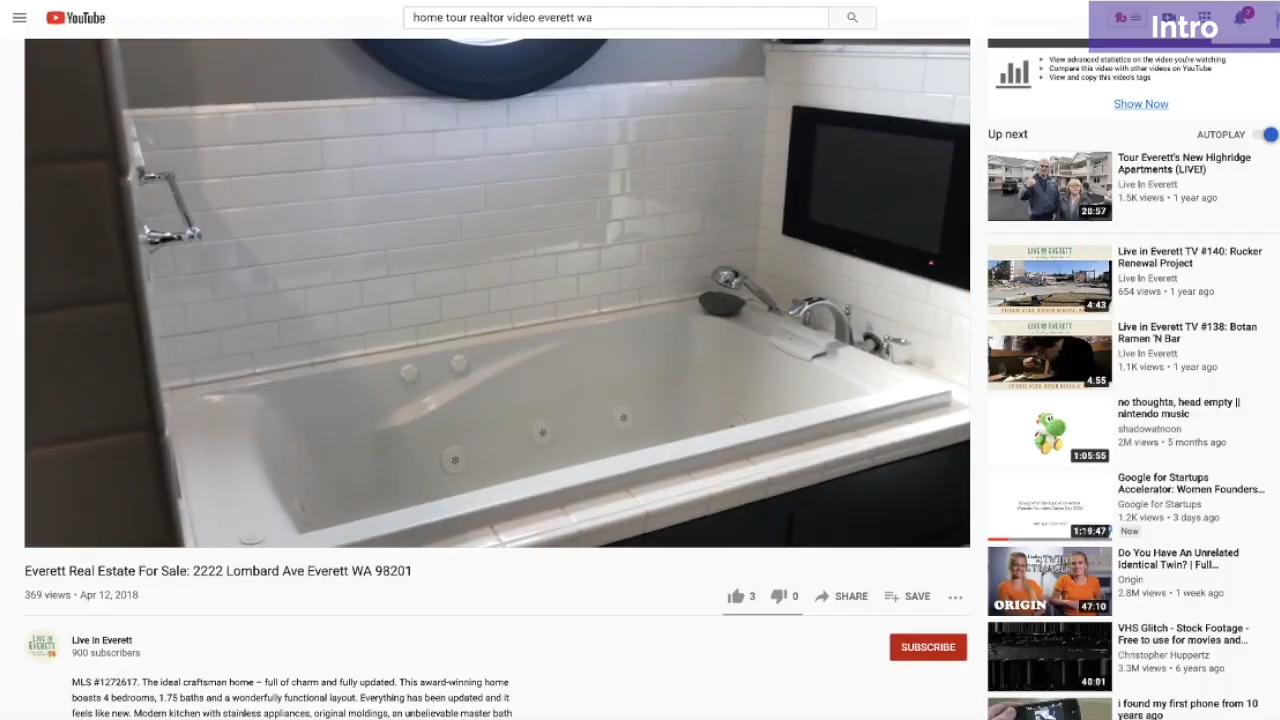 YouTube
home tour realtor video everett wa
Intro
7
View advanced statistics on the video you're watching
Compare this video with other videos on YouTube
View and copy this video's tags
Show Now
Up next
AUTOPLAY
Tour Everett's New Highridge
Apartments (LIVE!)
Live In Everett
1.5K views • 1 year ago
20:57
Live in Everett TV #140: Rucker
Renewal Project
Live In Everett
654 views • 1 year ago
LIVE IN EVERETT
4:43
Live in Everett TV #138: Botan
Ramen 'N Bar
Live In Everett
1.1K views • 1 year ago
LIVE IN EVERETT
4:55
no thoughts, head empty ||
nintendo music
shadowatnoon
2M views • 5 months ago
1:05:55
Google for Startups
Accelerator: Women Founders...
Google for Startups
1.2K views • 3 days ago
New
1:19:47
Do You Have An Unrelated
Identical Twin? | Full...
Origin
2.8M views • 1 week ago
ORIGIN
47:10
VHS Glitch - Stock Footage -
Free to use for movies and...
Christopher Huppertz
3.3M views • 6 years ago
40:01
i found my first phone from 10
years ago
Everett Real Estate For Sale: 2222 Lombard Ave Everett WA 98201
369 views • Apr 12, 2018
3
0
SHARE
SAVE
LIVE IN
EVERETT
Live In Everett
900 subscribers
SUBSCRIBE
MLS #1272617. The ideal craftsman home – full of charm and fully updated. This award-winning home
boasts 4 bedrooms, 1.75 baths and a wonderfully functional layout. Everything has been updated and it
feels like new. Modern kitchen with stainless appliances, original moldings, an unbelievable master bath